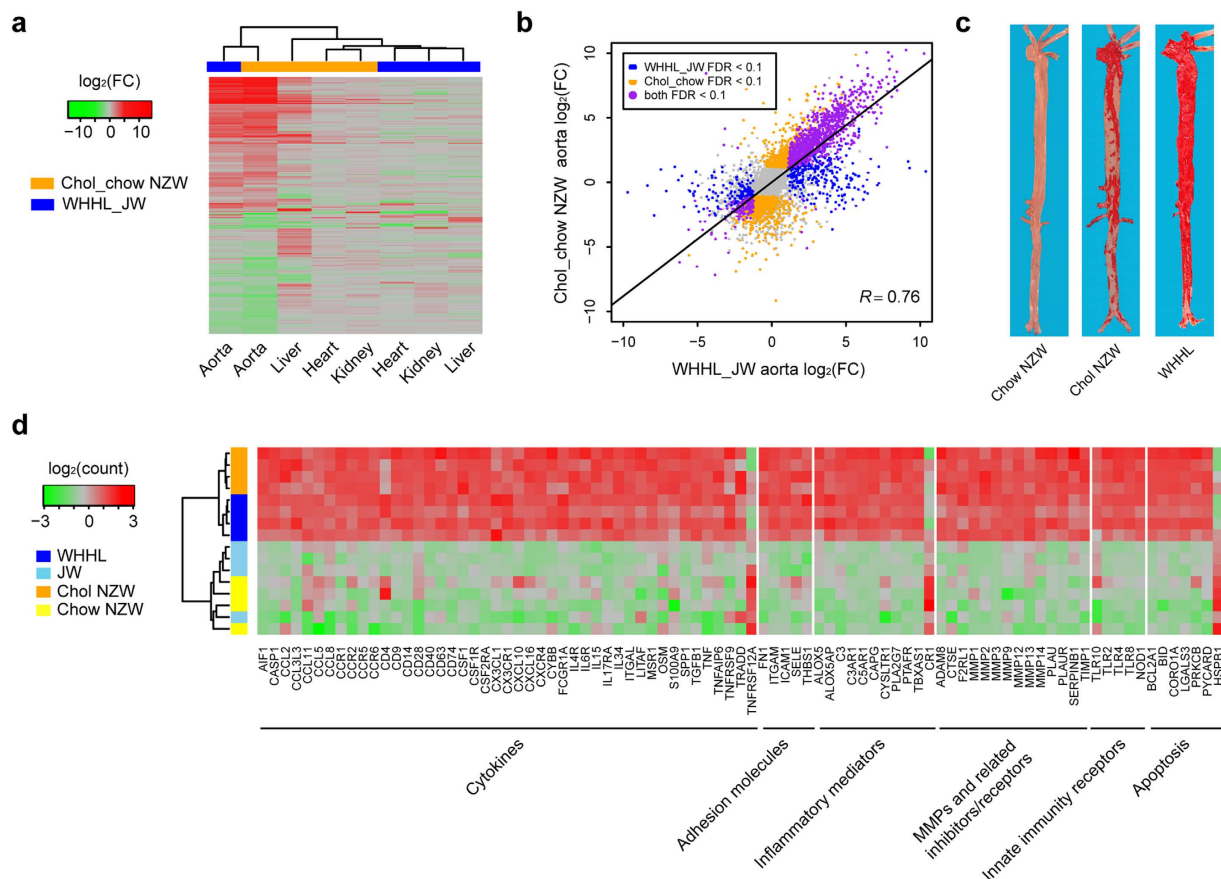 a
log₂(FC)
−10 0 10
Chol_chow NZW
WHHL_JW
Aorta
Aorta
Liver
Heart
Kidney
Heart
Kidney
Liver
b
WHHL_JW FDR < 0.1
Chol_chow FDR < 0.1
both FDR < 0.1
Chol_chow NZW aorta log₂(FC)
10
5
0
−5
−10
R = 0.76
−10 −5 0 5 10
WHHL_JW aorta log₂(FC)
c
Chow NZW
Chol NZW
WHHL
d
log₂(count)
−3 0 3
WHHL
JW
Chol NZW
Chow NZW
AIF1
CASP1
CCL2
CCL3L1
CCL11
CCL5
CCL8
CCR1
CCR2
CCR5
CCR6
CD4
CD9
CD14
CD28
CD40
CD63
CD74
CSF1
CSF1R
CSF2RA
CX3CL1
CX3CR1
CXCL10
CXCL16
CXCR4
CYBB
FCGR1A
IL4R
IL6R
IL15
IL17RA
IL34
ITGAL
LITAF
MSR1
OSM
S100A9
SPP1
TGFB1
TNF
TNFAIP6
TNFRSF9
TRADD
TNFRSF12A
FN1
ITGAM
ICAM1
SELE
THBS1
ALOX5
ALOX5AP
C3
C3AR1
C5AR1
CAPG
CYSLTR1
PLA2G7
PTAFR
TBXAS1
CR1
ADAM8
CTSE
F2RL1
MMP1
MMP2
MMP3
MMP9
MMP12
MMP13
MMP14
PLAU
PLAUR
SERPINB1
TIMP1
TLR10
TLR2
TLR4
TLR8
NOD1
BCL2A1
BID
CORO1A
LGALS3
PRKCB
PYCARD
HSPB1
Cytokines
Adhesion molecules
Inflammatory mediators
MMPs and related
inhibitors/receptors
Innate immunity receptors
Apoptosis